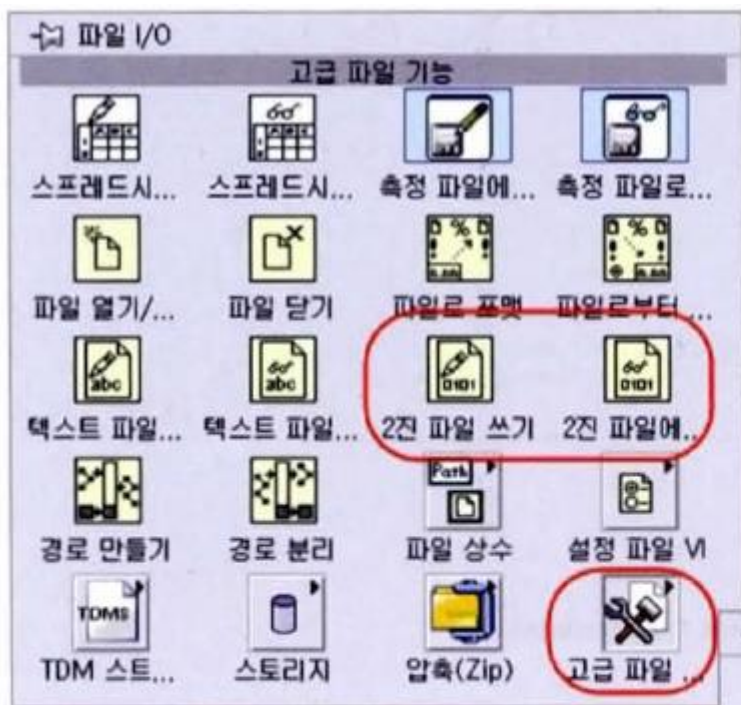 파일 I/O
고급 파일 기능
스프레드시... 스프레드시... 측정 파일에... 측정 파일로...
파일 열기/... 파일 닫기 파일로 포맷 파일로부터 ...
abc abc 0101 0101
텍스트 파일... 텍스트 파일... 2진 파일 쓰기 2진 파일에...
Path
경로 만들기 경로 분리 파일 상수 설정 파일 VI
TDMS
TDM 스트... 스토리지 압축(Zip) 고급 파일 ...